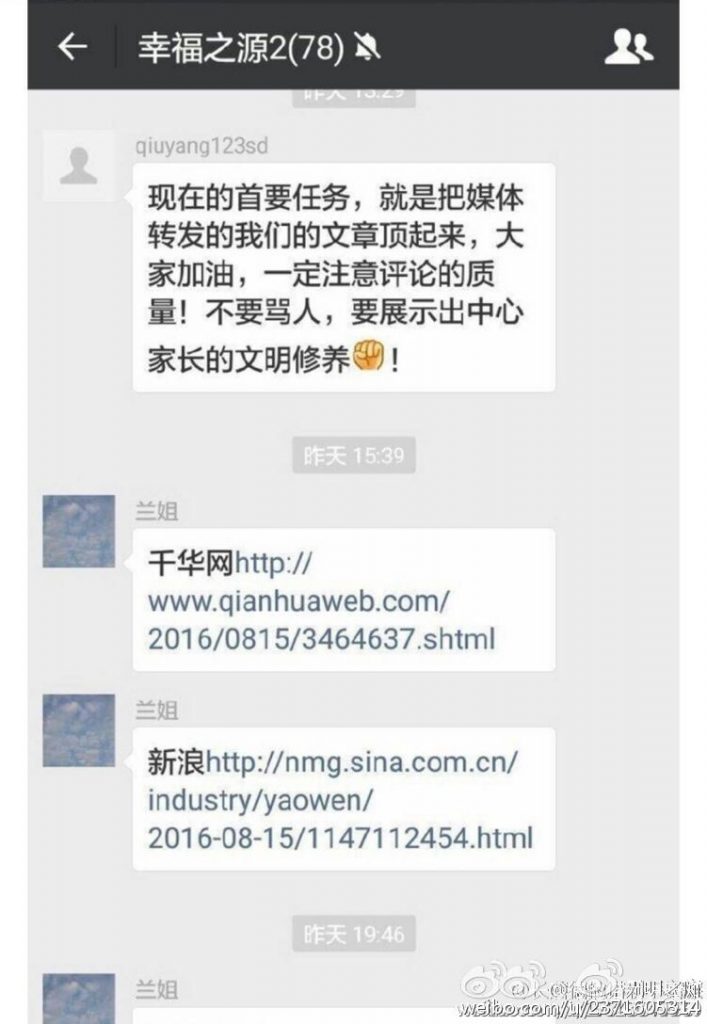 幸福之源2(78)
昨天 15:29
qiuyang123sd
现在的首要任务，就是把媒体
转发的我们的文章顶起来，大
家加油，一定注意评论的质
量！不要骂人，要展示出中心
家长的文明修养✊！
昨天 15:39
兰姐
千华网http://
www.qianhuaweb.com/
2016/0815/3464637.shtml
兰姐
新浪http://nmg.sina.com.cn/
industry/yaowen/
2016-08-15/1147112454.html
昨天 19:46
兰姐
weibo.com/u/2371605314